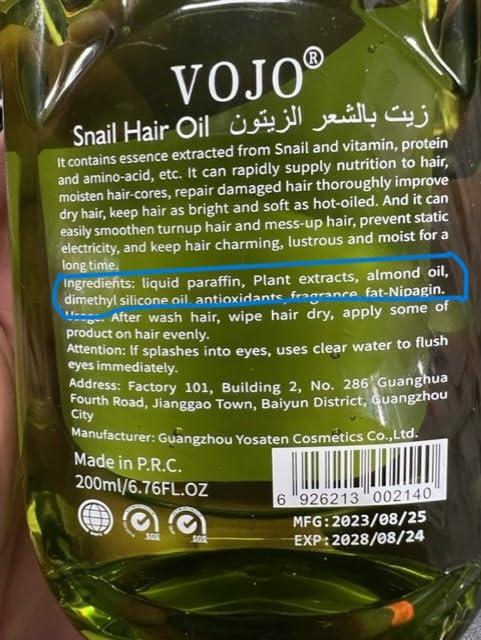 VOJO®
Snail Hair Oil زيت بالشعر الزيتون
It contains essence extracted from Snail and vitamin, protein
and amino-acid, etc. It can rapidly supply nutrition to hair,
moisten hair-cores, repair damaged hair thoroughly improve
dry hair, keep hair as bright and soft as hot-oiled. And it can
easily smoothen turnup hair and mess-up hair, prevent static
electricity, and keep hair charming, lustrous and moist for a
long time.
Ingredients: liquid paraffin, Plant extracts, almond oil,
dimethyl silicone oil, antioxidants, fragrance, fat-Nipagin.
Usage: After wash hair, wipe hair dry, apply some of
product on hair evenly.
Attention: If splashes into eyes, uses clear water to flush
eyes immediately.
Address: Factory 101, Building 2, No. 286 Guanghua
Fourth Road, Jianggao Town, Baiyun District, Guangzhou
City
Manufacturer: Guangzhou Yosaten Cosmetics Co.,Ltd.
Made in P.R.C.
200ml/6.76FL.OZ
6 926213 002140
SGS SGS
MFG:2023/08/25
EXP:2028/08/24